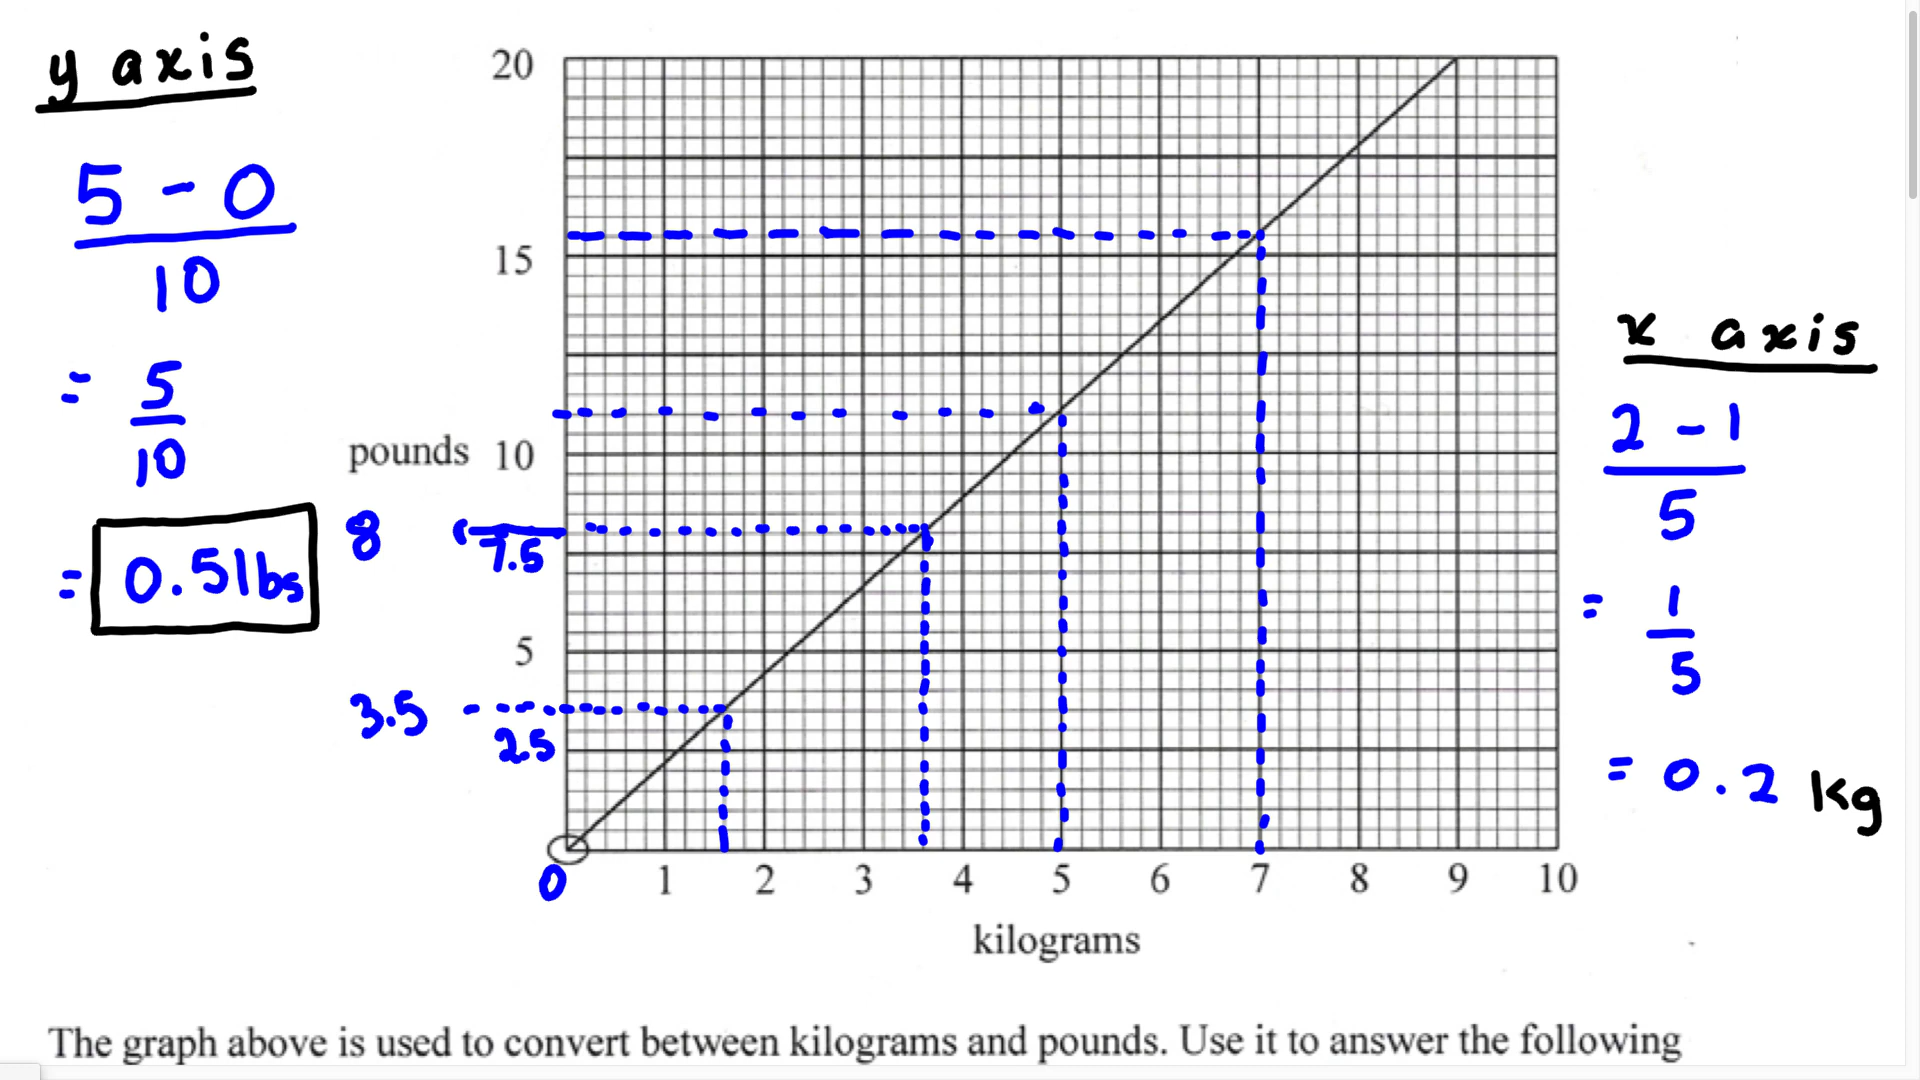 y axis
5 - 0
10
= 5
10
= 0.5lbs
20
15
pounds 10
8
7.5
5
3.5
2.5
0 1 2 3 4 5 6 7 8 9 10
kilograms
x axis
2 - 1
5
= 1
5
= 0.2 kg
The graph above is used to convert between kilograms and pounds. Use it to answer the following